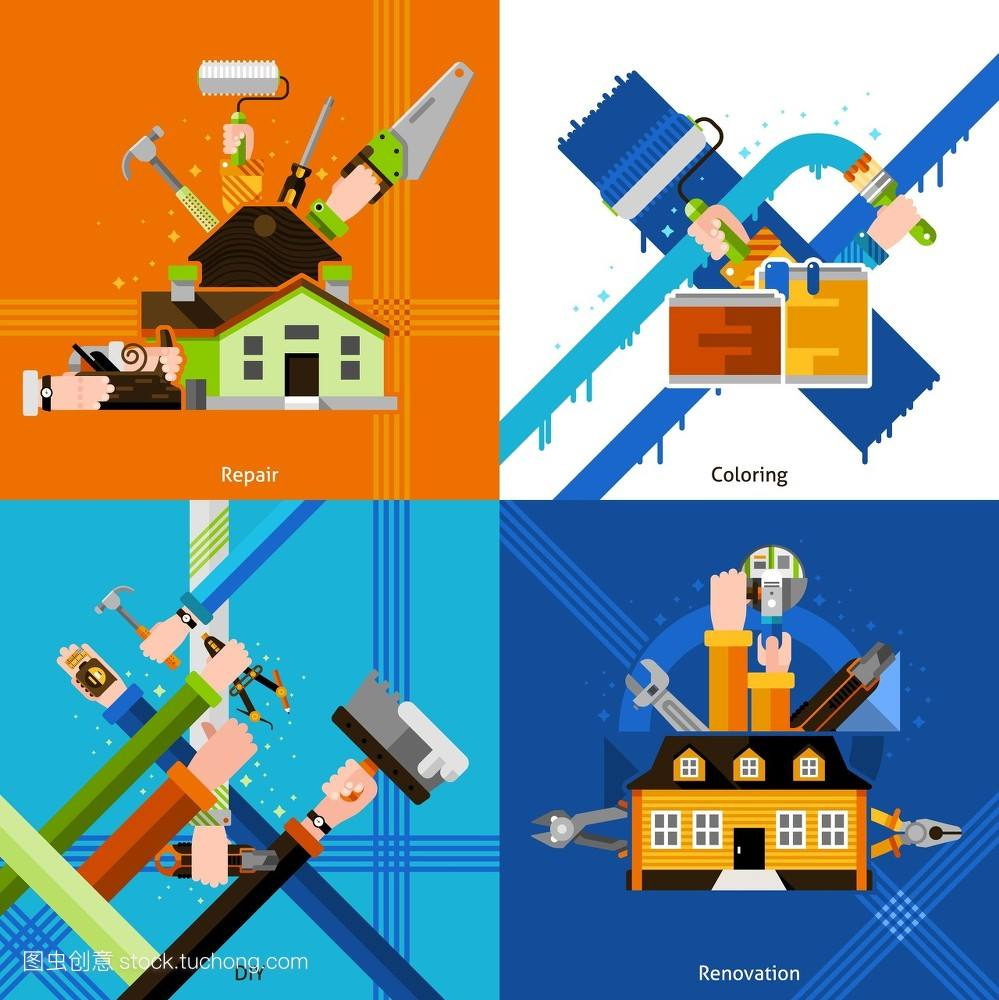 Repair
Coloring
图虫创意 stock.tuchong.com
DIY
Renovation